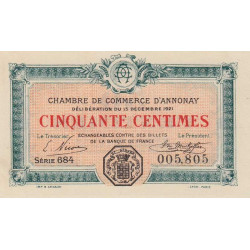 CHAMBRE DE COMMERCE D'ANNONAY
DÉLIBÉRATION DU 15 DÉCEMBRE 1921
CINQUANTE CENTIMES
Le Trésorier ÉCHANGEABLES CONTRE DES BILLETS Le Président
DE LA BANQUE DE FRANCE
SÉRIE 684
005,805